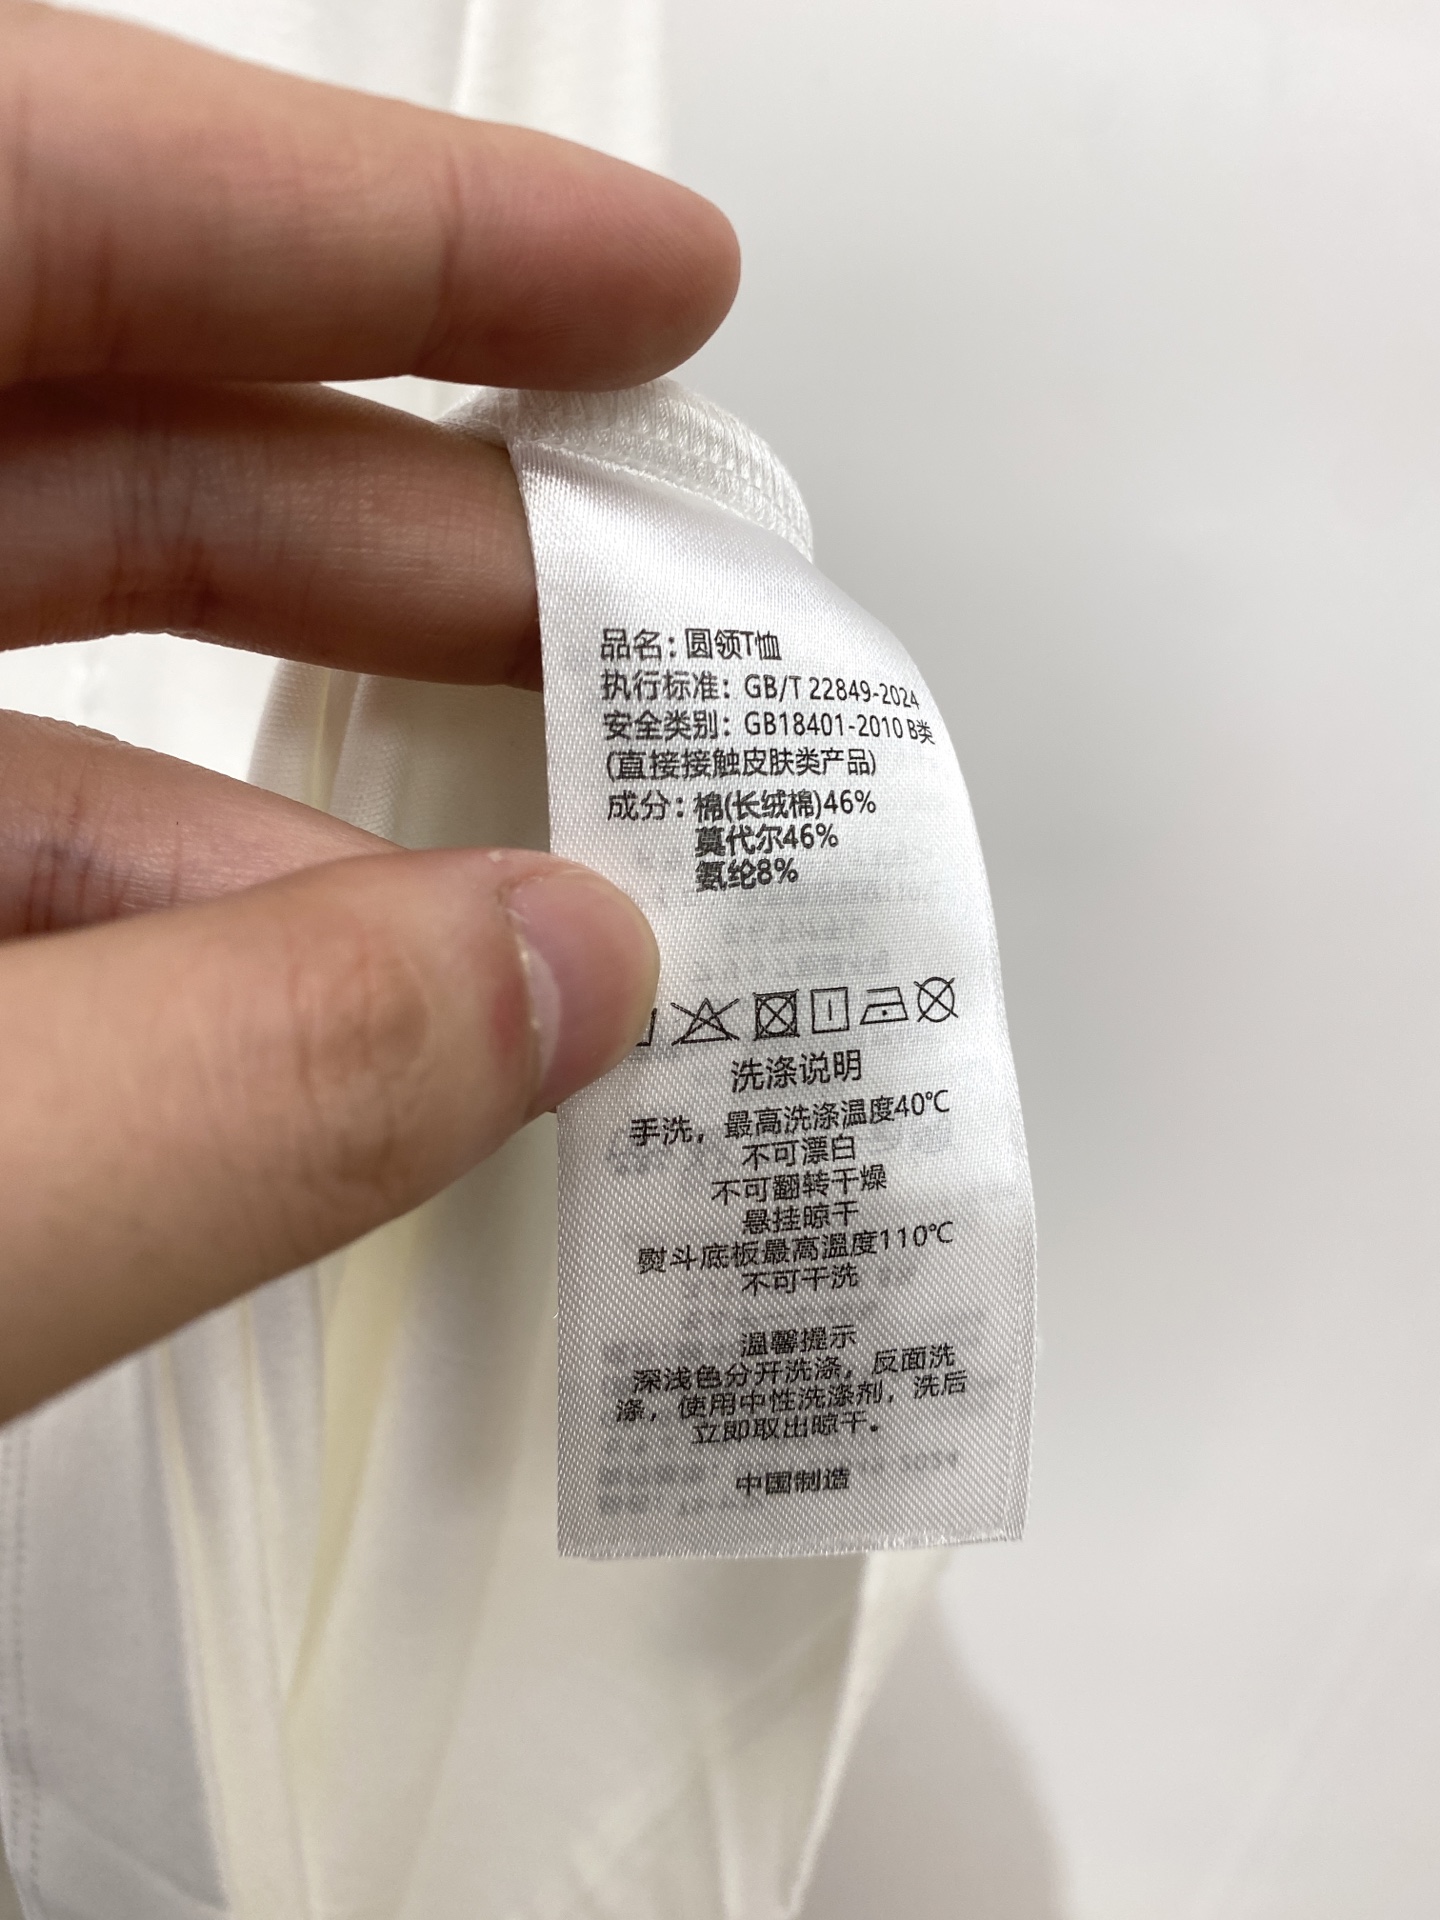 品名：圆领T恤
执行标准：GB/T 22849-2024
安全类别：GB18401-2010 B类
(直接接触皮肤类产品)
成分：棉(长绒棉)46%
莫代尔46%
氨纶8%
洗涤说明
手洗，最高洗涤温度40℃
不可漂白
不可翻转干燥
悬挂晾干
熨斗底板最高温度110℃
不可干洗
温馨提示
深浅色分开洗涤，反面洗
涤，使用中性洗涤剂，洗后
立即取出晾干。
中国制造